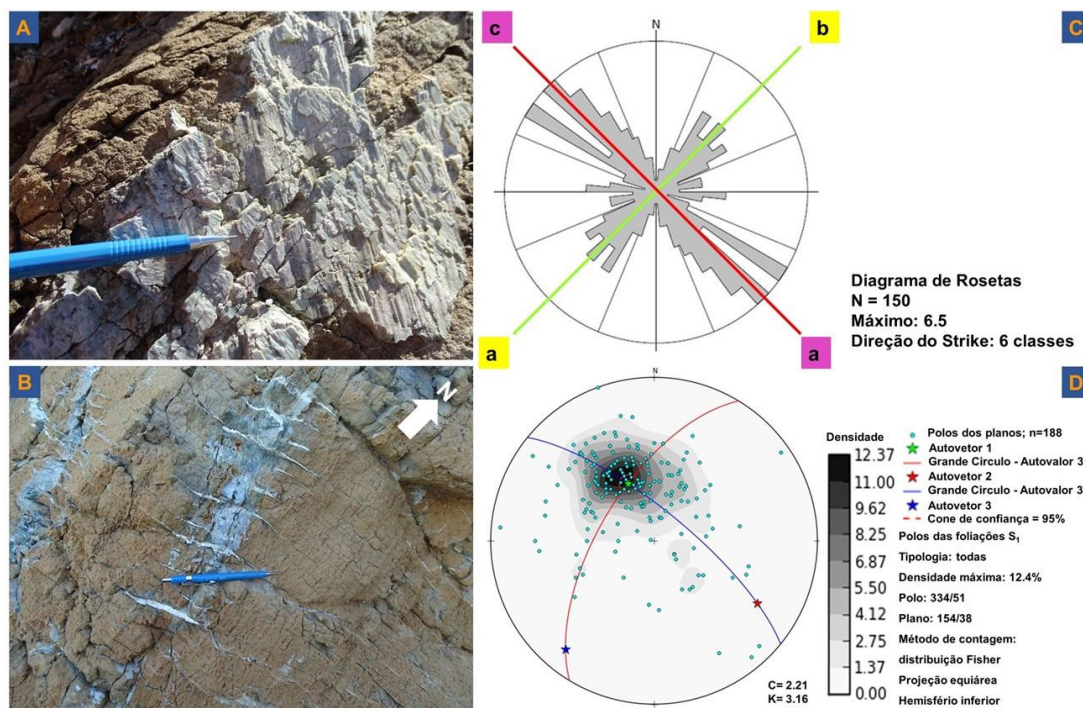 A
c
N
b
C
Diagrama de Rosetas
N = 150
Máximo: 6.5
Direção do Strike: 6 classes
a
a
B
N
N
D
Densidade
12.37
11.00
9.62
8.25
6.87
5.50
4.12
2.75
1.37
0.00
Polos dos planos; n=188
Autovetor 1
Grande Circulo - Autovalor 3
Autovetor 2
Grande Circulo - Autovalor 3
Autovetor 3
Cone de confiança = 95%
Polos das foliações S₁
Tipologia: todas
Densidade máxima: 12.4%
Polo: 334/51
Plano: 154/38
Método de contagem:
distribuição Fisher
Projeção equiárea
Hemisfério inferior
C= 2.21
K= 3.16